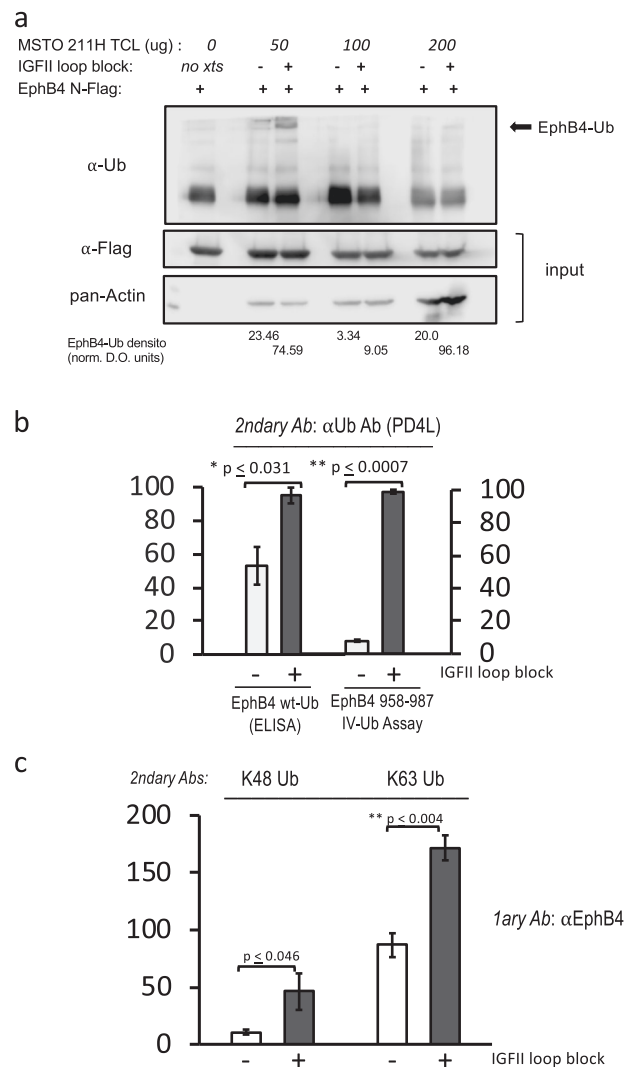 a
MSTO 211H TCL (ug) : 0 50 100 200
IGFII loop block: no xts - + - + - +
EphB4 N-Flag: + + + + + + +
α-Ub
EphB4-Ub
α-Flag
pan-Actin
input
EphB4-Ub densito
(norm. D.O. units)
23.46 3.34 20.0
74.59 9.05 96.18
b
2ndary Ab: αUb Ab (PD4L)
* p ≤ 0.031 ** p ≤ 0.0007
100 100
80 80
60 60
40 40
20 20
0 0
- + - + IGFII loop block
EphB4 wt-Ub EphB4 958-987
(ELISA) IV-Ub Assay
c
2ndary Abs: K48 Ub K63 Ub
200
** p ≤ 0.004
150
100
1ary Ab: αEphB4
p ≤ 0.046
50
0
- + - + IGFII loop block